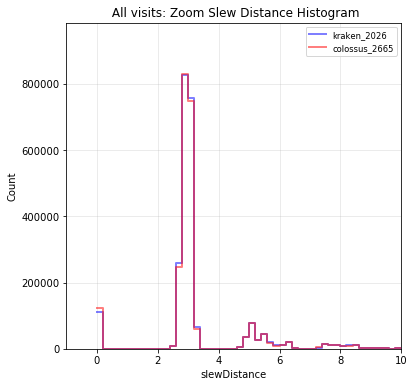 All visits: Zoom Slew Distance Histogram
kraken_2026
colossus_2665
800000
600000
400000
200000
0
Count
0 2 4 6 8 10
slewDistance